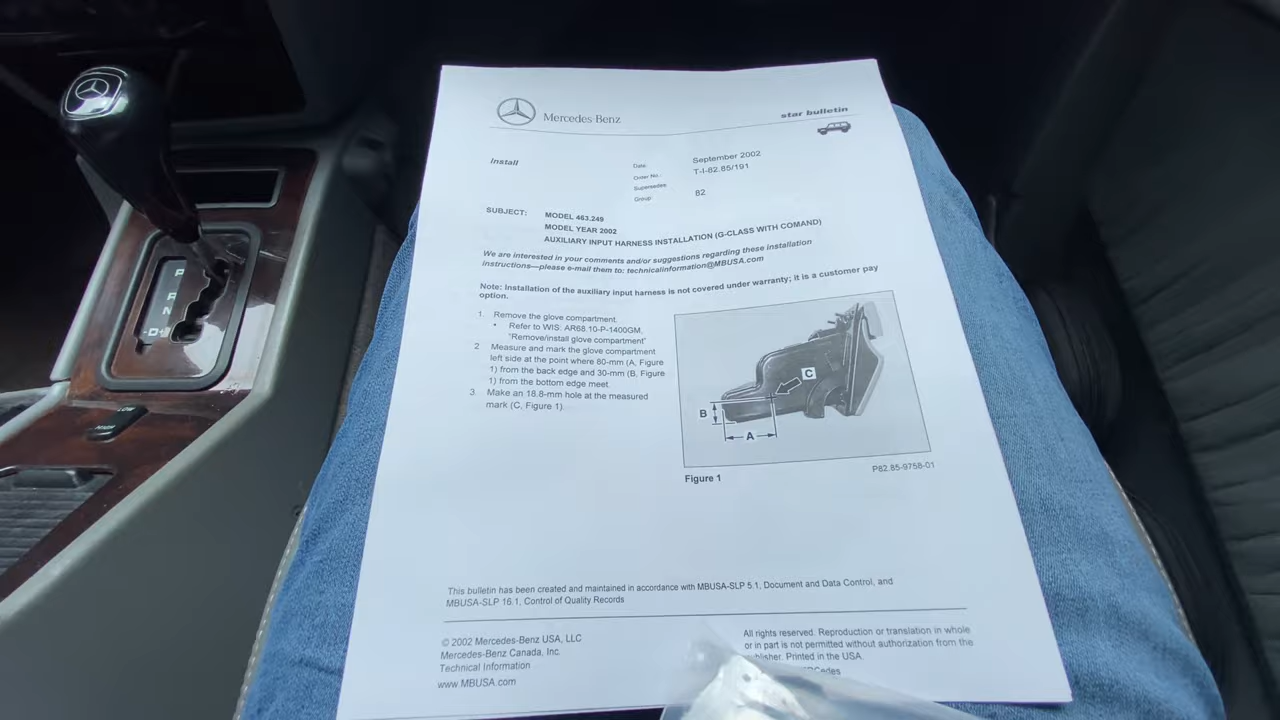 Mercedes Benz
star bulletin
Install
Date: September 2002
Order No.: T-I-82.85/191
Supersedes:
Group: 82
SUBJECT: MODEL 463.249
MODEL YEAR 2002
AUXILIARY INPUT HARNESS INSTALLATION (G-CLASS WITH COMAND)
We are interested in your comments and/or suggestions regarding these installation
instructions—please e-mail them to: technicalinformation@MBUSA.com
Note: Installation of the auxiliary input harness is not covered under warranty; it is a customer pay
option.
1. Remove the glove compartment.
• Refer to WIS: AR68.10-P-1400GM,
"Remove/install glove compartment"
2. Measure and mark the glove compartment
left side at the point where 80-mm (A, Figure
1) from the back edge and 30-mm (B, Figure
1) from the bottom edge meet.
3. Make an 18.8-mm hole at the measured
mark (C, Figure 1).
C
B
A
P82.85-9758-01
Figure 1
This bulletin has been created and maintained in accordance with MBUSA-SLP 5.1, Document and Data Control, and
MBUSA-SLP 16.1, Control of Quality Records
© 2002 Mercedes-Benz USA, LLC
Mercedes-Benz Canada, Inc.
Technical Information
www.MBUSA.com
All rights reserved. Reproduction or translation in whole
or in part is not permitted without authorization from the
publisher. Printed in the USA.
P
R
N
-D+
LOW
HIGH